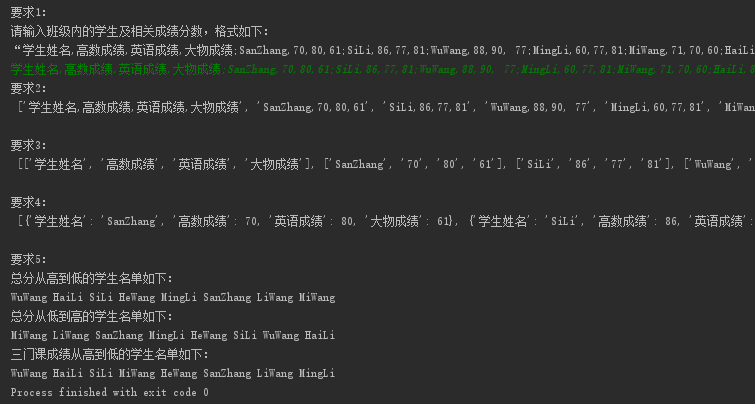 要求1:
请输入班级内的学生及相关成绩分数，格式如下:
“学生姓名,高数成绩,英语成绩,大物成绩;SanZhang,70,80,61;SiLi,86,77,81;WuWang,88,90, 77;MingLi,60,77,81;MiWang,71,70,60;HaiLi
学生姓名,高数成绩,英语成绩,大物成绩;SanZhang,70,80,61;SiLi,86,77,81;WuWang,88,90, 77;MingLi,60,77,81;MiWang,71,70,60;HaiLi,8
要求2:
['学生姓名,高数成绩,英语成绩,大物成绩', 'SanZhang,70,80,61', 'SiLi,86,77,81', 'WuWang,88,90, 77', 'MingLi,60,77,81', 'MiWan
要求3:
[['学生姓名', '高数成绩', '英语成绩', '大物成绩'], ['SanZhang', '70', '80', '61'], ['SiLi', '86', '77', '81'], ['WuWang', '
要求4:
[{'学生姓名': 'SanZhang', '高数成绩': 70, '英语成绩': 80, '大物成绩': 61}, {'学生姓名': 'SiLi', '高数成绩': 86, '英语成绩':
要求5:
总分从高到低的学生名单如下:
WuWang HaiLi SiLi HeWang MingLi SanZhang LiWang MiWang
总分从低到高的学生名单如下:
MiWang LiWang SanZhang MingLi HeWang SiLi WuWang HaiLi
三门课成绩从高到低的学生名单如下:
WuWang HaiLi SiLi MiWang HeWang SanZhang LiWang MingLi
Process finished with exit code 0